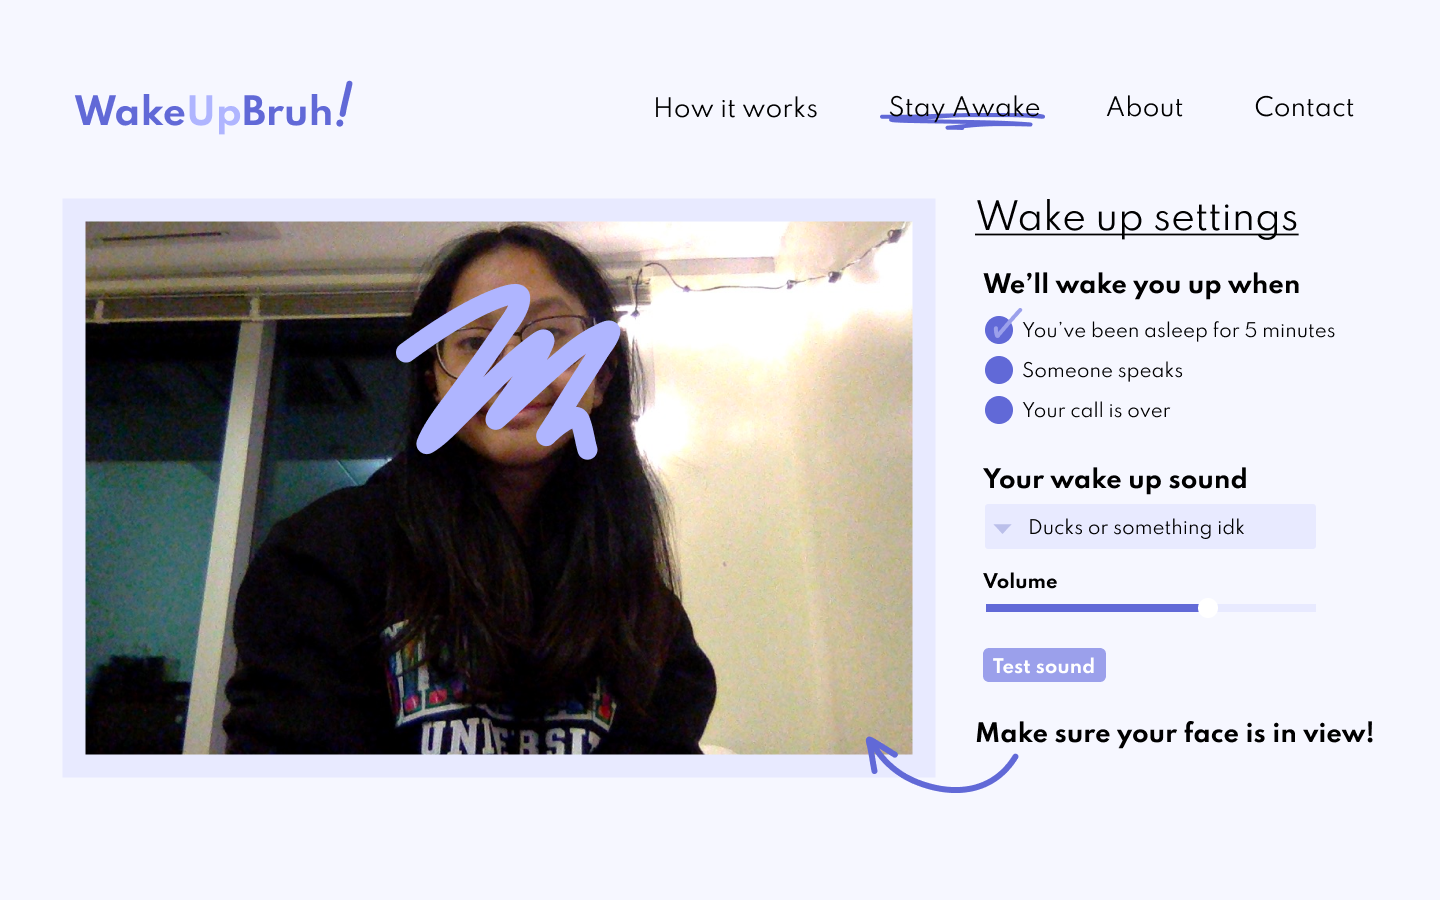 WakeUpBruh!
How it works
Stay Awake
About
Contact
Wake up settings
We'll wake you up when
You've been asleep for 5 minutes
Someone speaks
Your call is over
Your wake up sound
Ducks or something idk
Volume
Test sound
Make sure your face is in view!
UNIVERSITY